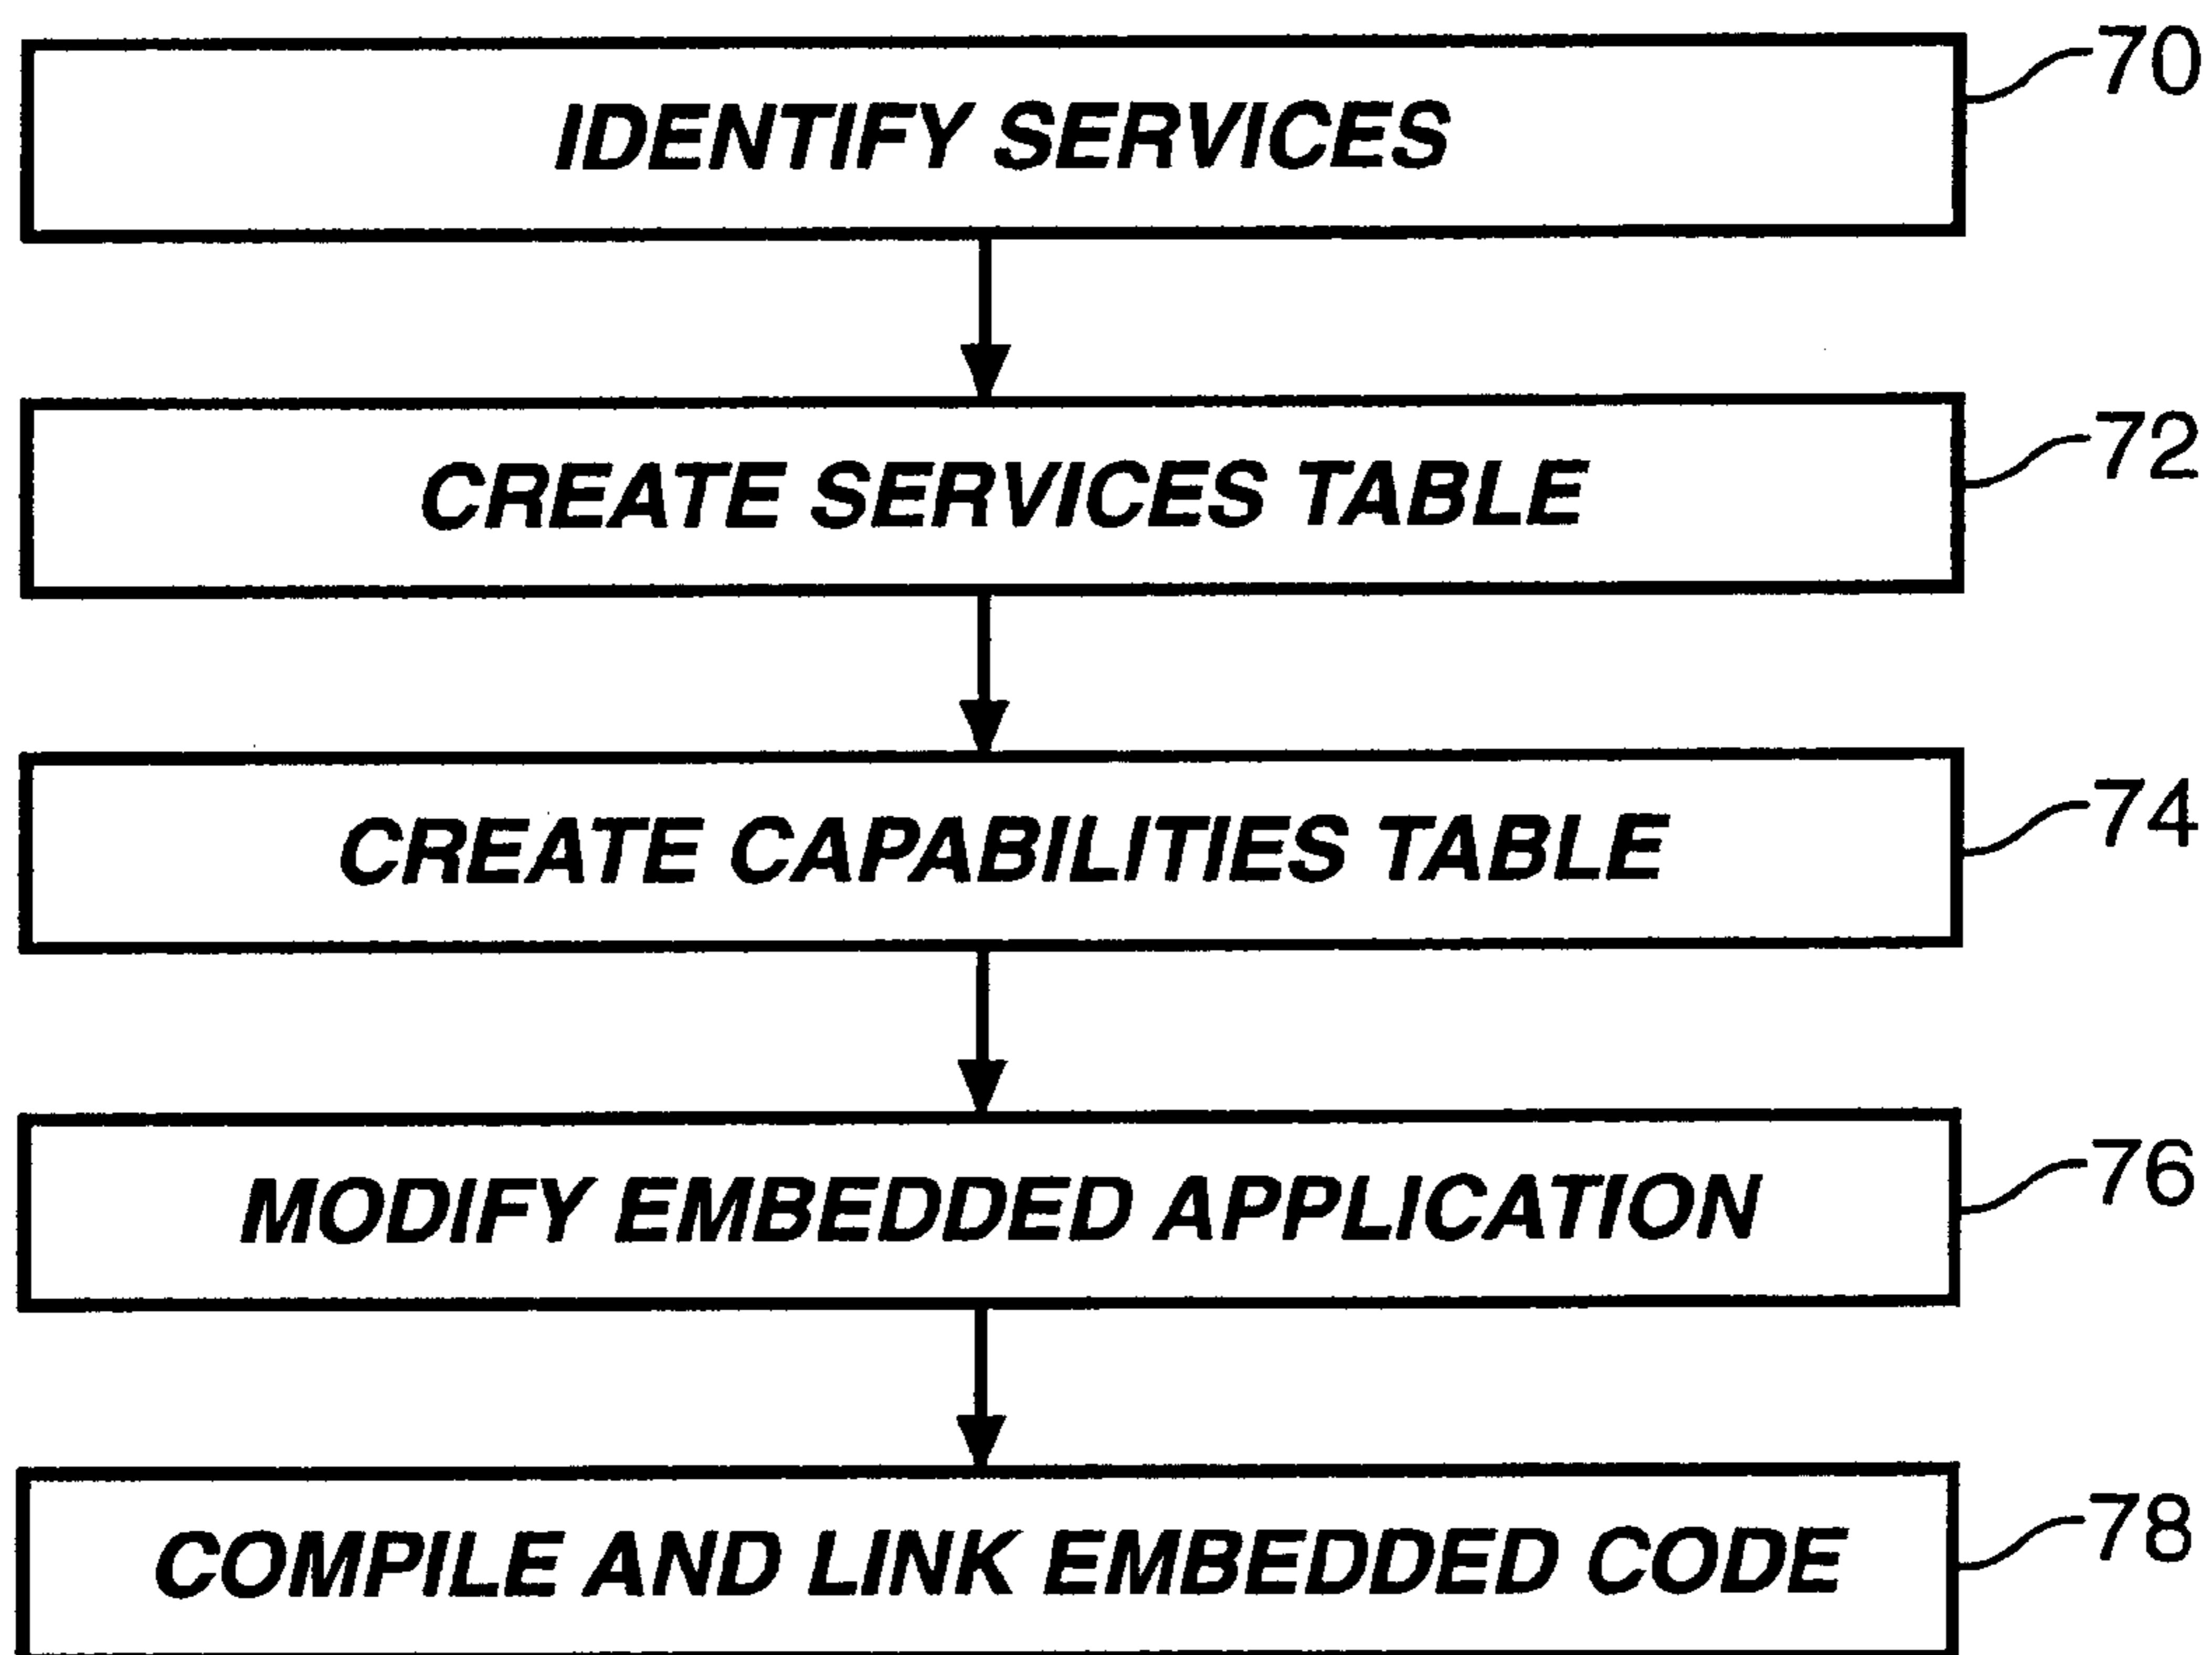 IDENTIFY SERVICES
70
CREATE SERVICES TABLE
72
CREATE CAPABILITIES TABLE
74
MODIFY EMBEDDED APPLICATION
76
COMPILE AND LINK EMBEDDED CODE
78